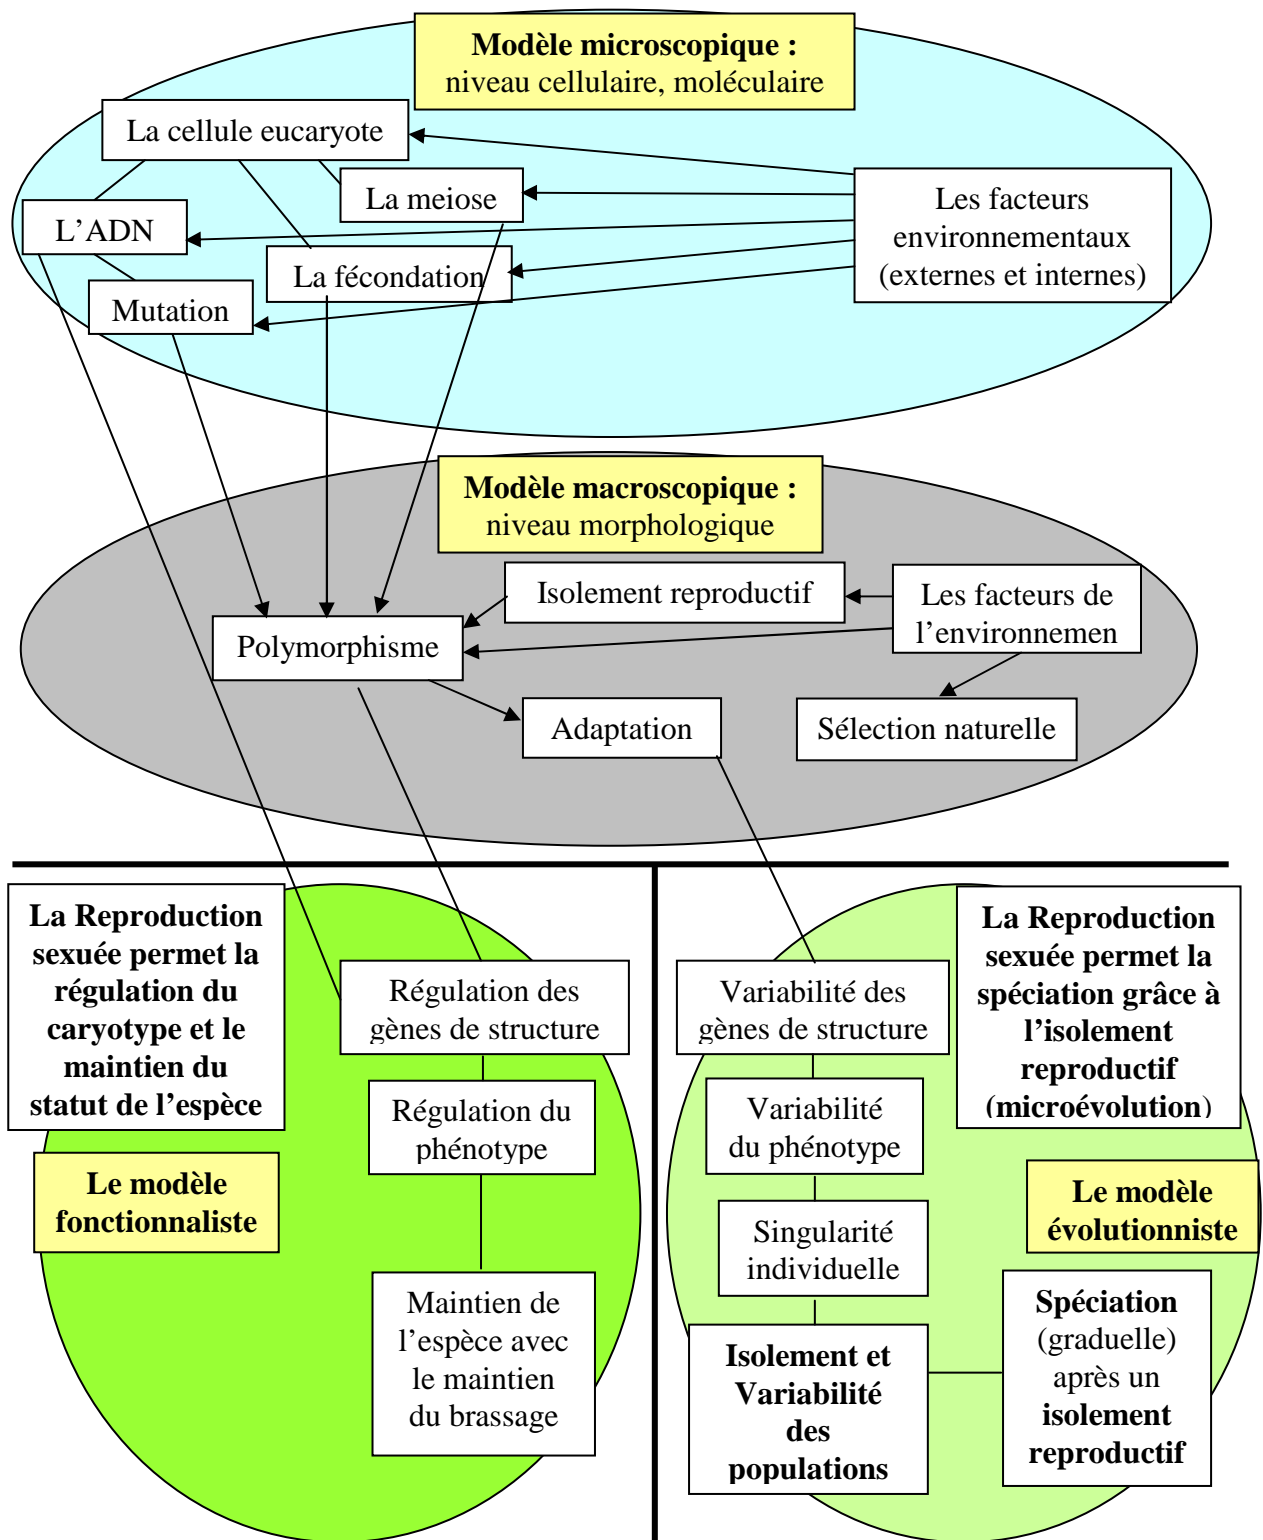 Modèle microscopique :
niveau cellulaire, moléculaire
La cellule eucaryote
La meiose
Les facteurs
environnementaux
(externes et internes)
L'ADN
La fécondation
Mutation
Modèle macroscopique :
niveau morphologique
Isolement reproductif
Les facteurs de
l'environnemen
Polymorphisme
Adaptation
Sélection naturelle
La Reproduction
sexuée permet la
régulation du
caryotype et le
maintien du
statut de l'espèce
Régulation des
gènes de structure
Régulation du
phénotype
Le modèle
fonctionnaliste
Maintien de
l'espèce avec
le maintien
du brassage
La Reproduction
sexuée permet la
spéciation grâce à
l'isolement
reproductif
(microévolution)
Variabilité des
gènes de structure
Variabilité
du phénotype
Le modèle
évolutionniste
Singularité
individuelle
Isolement et
Variabilité
des
populations
Spéciation
(graduelle)
après un
isolement
reproductif